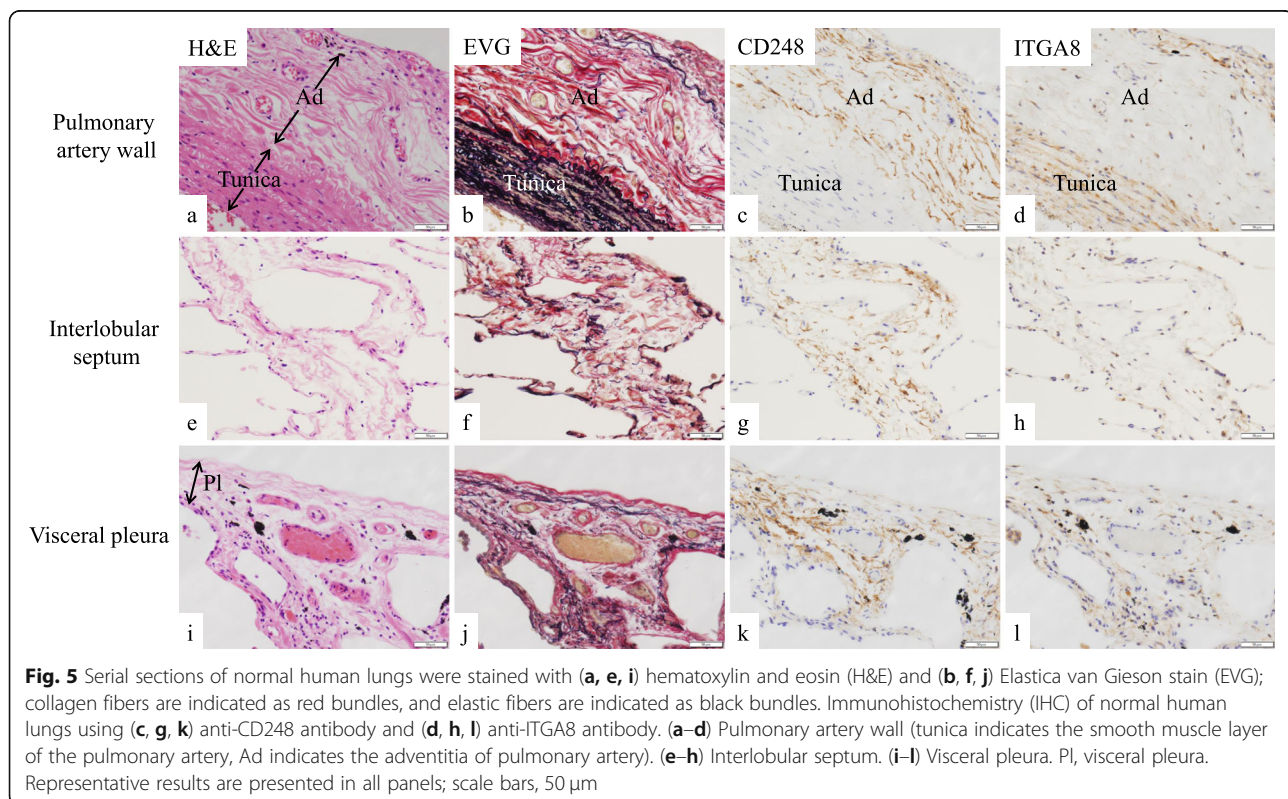 H&E EVG CD248 ITGA8
Pulmonary
artery wall
Ad Ad Ad Ad
Tunica Tunica Tunica Tunica
a b c d
Interlobular
septum
e f g h
Visceral pleura
Pl
i j k l
Fig. 5 Serial sections of normal human lungs were stained with (a, e, i) hematoxylin and eosin (H&E) and (b, f, j) Elastica van Gieson stain (EVG);
collagen fibers are indicated as red bundles, and elastic fibers are indicated as black bundles. Immunohistochemistry (IHC) of normal human
lungs using (c, g, k) anti-CD248 antibody and (d, h, l) anti-ITGA8 antibody. (a–d) Pulmonary artery wall (tunica indicates the smooth muscle layer
of the pulmonary artery, Ad indicates the adventitia of pulmonary artery). (e–h) Interlobular septum. (i–l) Visceral pleura. Pl, visceral pleura.
Representative results are presented in all panels; scale bars, 50 μm